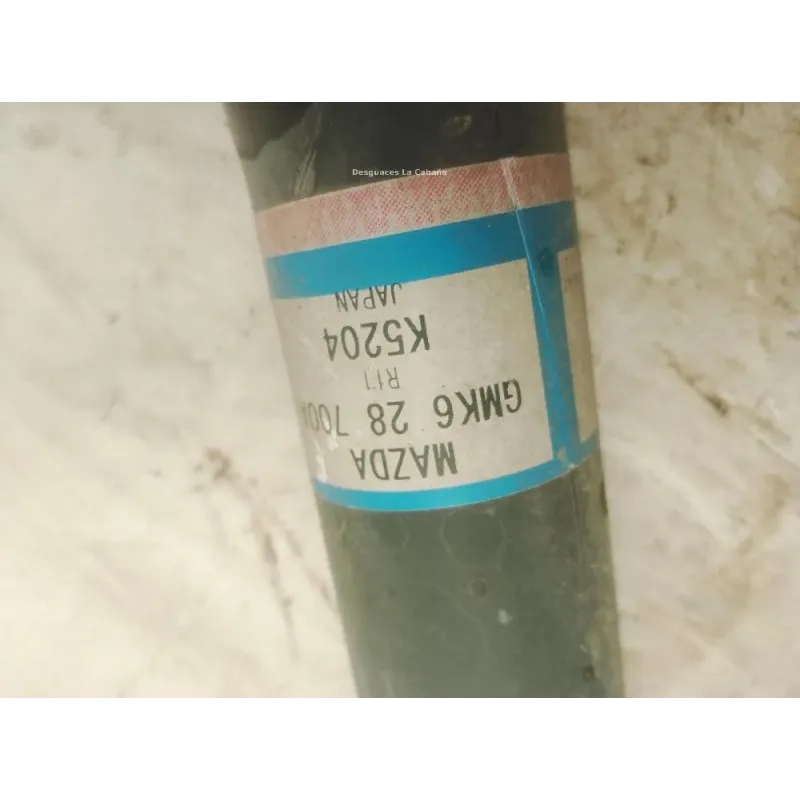 Desguaces La Cabaña
MAZDA
GMK6 28 700
K5204
JAPAN